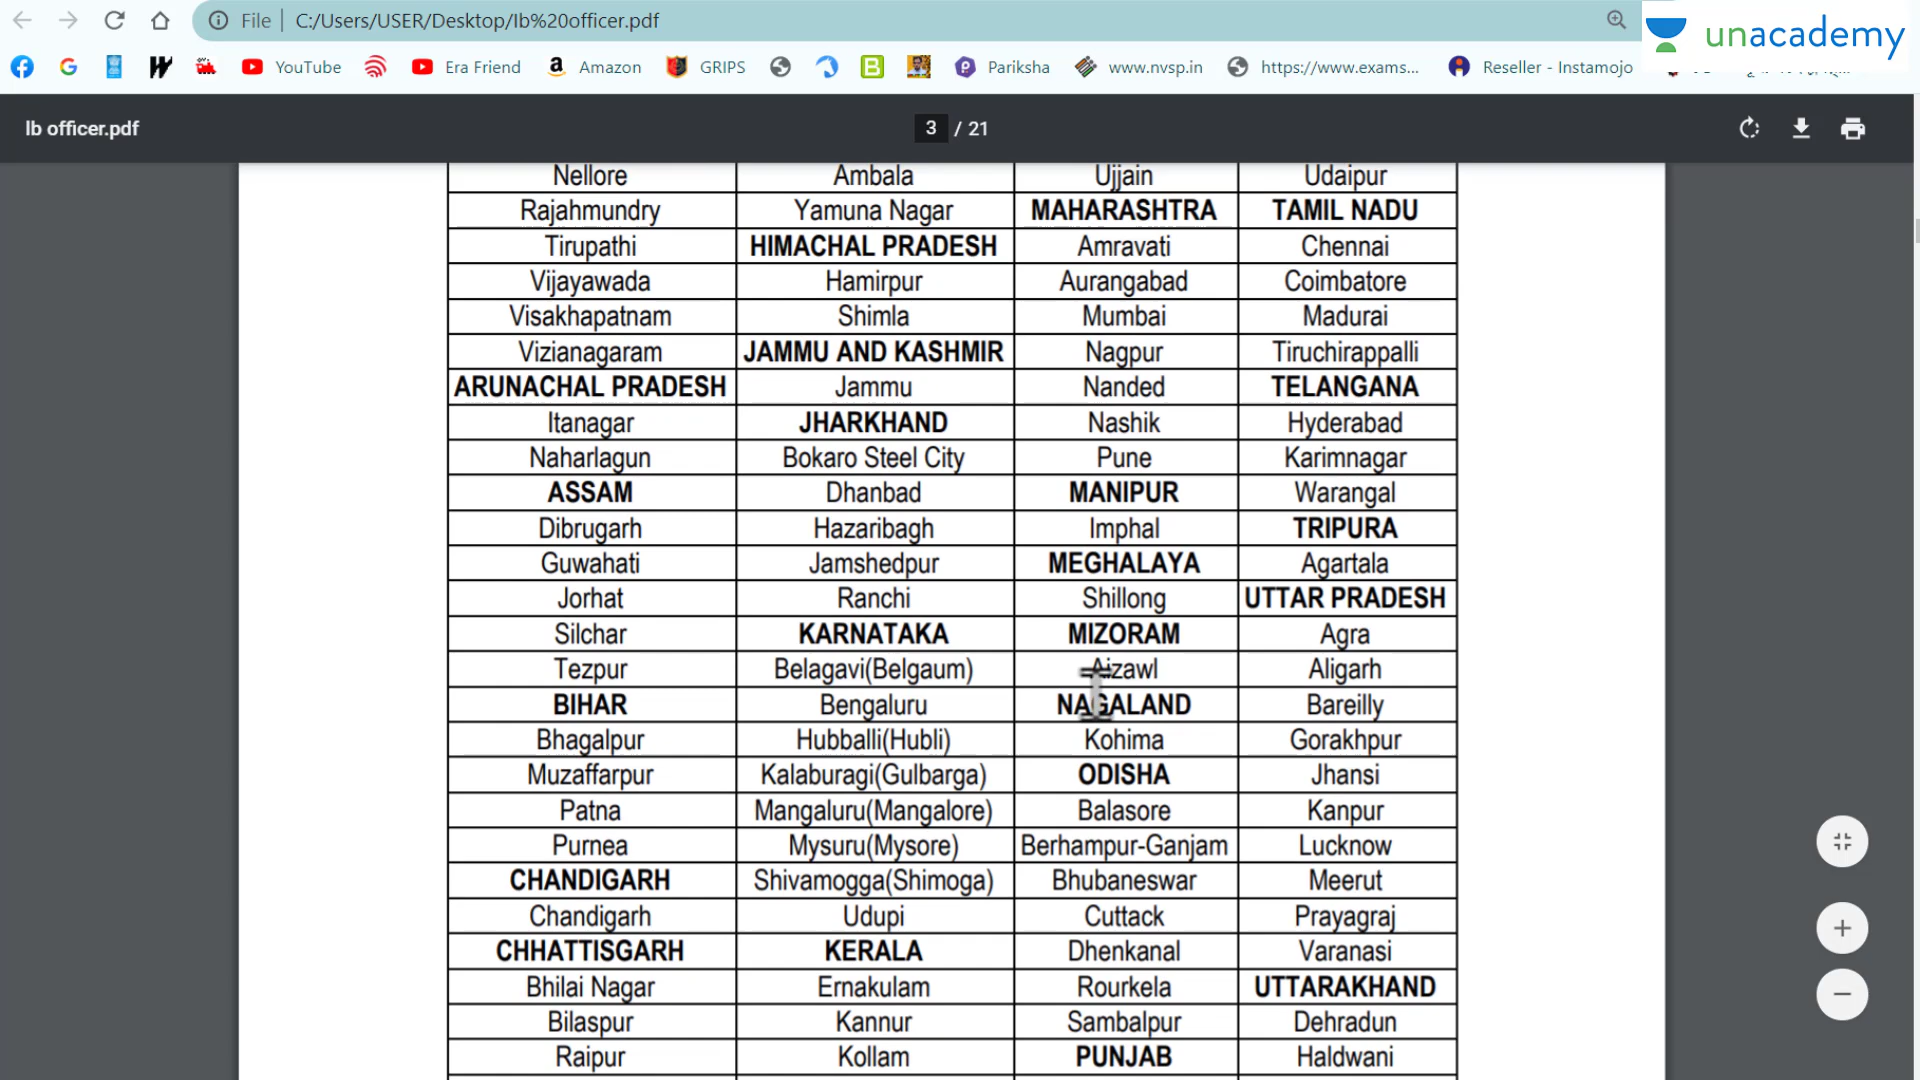 File | C:/Users/USER/Desktop/Ib%20officer.pdf
unacademy
YouTube Era Friend Amazon GRIPS Pariksha www.nvsp.in https://www.exams... Reseller - Instamojo
Ib officer.pdf 3 / 21
Nellore Ambala Ujjain Udaipur
Rajahmundry Yamuna Nagar MAHARASHTRA TAMIL NADU
Tirupathi HIMACHAL PRADESH Amravati Chennai
Vijayawada Hamirpur Aurangabad Coimbatore
Visakhapatnam Shimla Mumbai Madurai
Vizianagaram JAMMU AND KASHMIR Nagpur Tiruchirappalli
ARUNACHAL PRADESH Jammu Nanded TELANGANA
Itanagar JHARKHAND Nashik Hyderabad
Naharlagun Bokaro Steel City Pune Karimnagar
ASSAM Dhanbad MANIPUR Warangal
Dibrugarh Hazaribagh Imphal TRIPURA
Guwahati Jamshedpur MEGHALAYA Agartala
Jorhat Ranchi Shillong UTTAR PRADESH
Silchar KARNATAKA MIZORAM Agra
Tezpur Belagavi(Belgaum) Aizawl Aligarh
BIHAR Bengaluru NAGALAND Bareilly
Bhagalpur Hubballi(Hubli) Kohima Gorakhpur
Muzaffarpur Kalaburagi(Gulbarga) ODISHA Jhansi
Patna Mangaluru(Mangalore) Balasore Kanpur
Purnea Mysuru(Mysore) Berhampur-Ganjam Lucknow
CHANDIGARH Shivamogga(Shimoga) Bhubaneswar Meerut
Chandigarh Udupi Cuttack Prayagraj
CHHATTISGARH KERALA Dhenkanal Varanasi
Bhilai Nagar Ernakulam Rourkela UTTARAKHAND
Bilaspur Kannur Sambalpur Dehradun
Raipur Kollam PUNJAB Haldwani